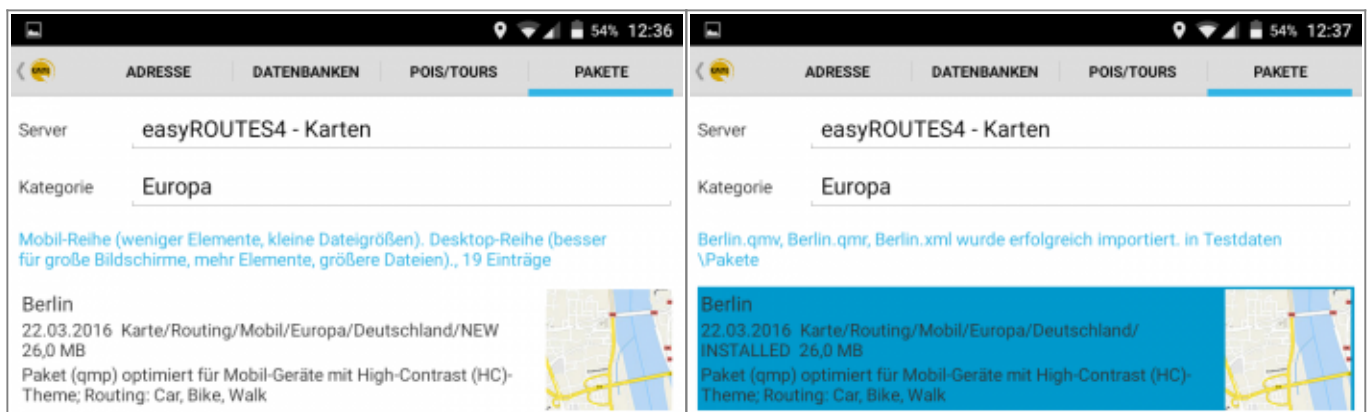 54% 12:36
ADRESSE DATENBANKEN POIS/TOURS PAKETE
Server easyROUTES4 - Karten
Kategorie Europa
Mobil-Reihe (weniger Elemente, kleine Dateigrößen). Desktop-Reihe (besser
für große Bildschirme, mehr Elemente, größere Dateien)., 19 Einträge
Berlin
22.03.2016 Karte/Routing/Mobil/Europa/Deutschland/NEW
26,0 MB
Paket (qmp) optimiert für Mobil-Geräte mit High-Contrast (HC)-
Theme; Routing: Car, Bike, Walk
54% 12:37
ADRESSE DATENBANKEN POIS/TOURS PAKETE
Server easyROUTES4 - Karten
Kategorie Europa
Berlin.qmv, Berlin.qmr, Berlin.xml wurde erfolgreich importiert. in Testdaten
\Pakete
Berlin
22.03.2016 Karte/Routing/Mobil/Europa/Deutschland/
INSTALLED 26,0 MB
Paket (qmp) optimiert für Mobil-Geräte mit High-Contrast (HC)-
Theme; Routing: Car, Bike, Walk